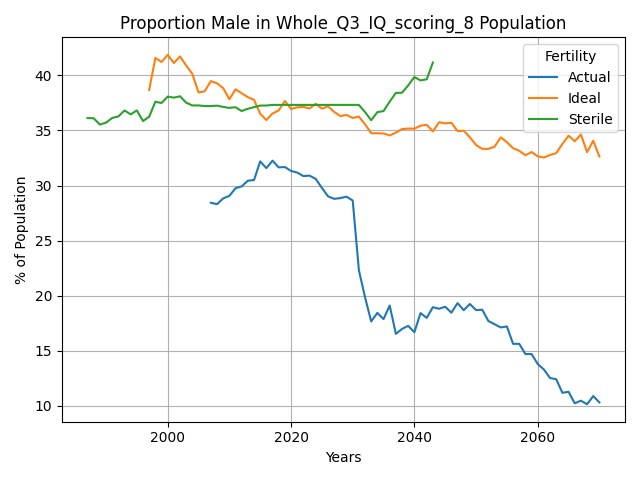 Proportion Male in Whole_Q3_IQ_scoring_8 Population
Fertility
Actual
Ideal
Sterile
% of Population
40
35
30
25
20
15
10
2000
2020
2040
2060
Years